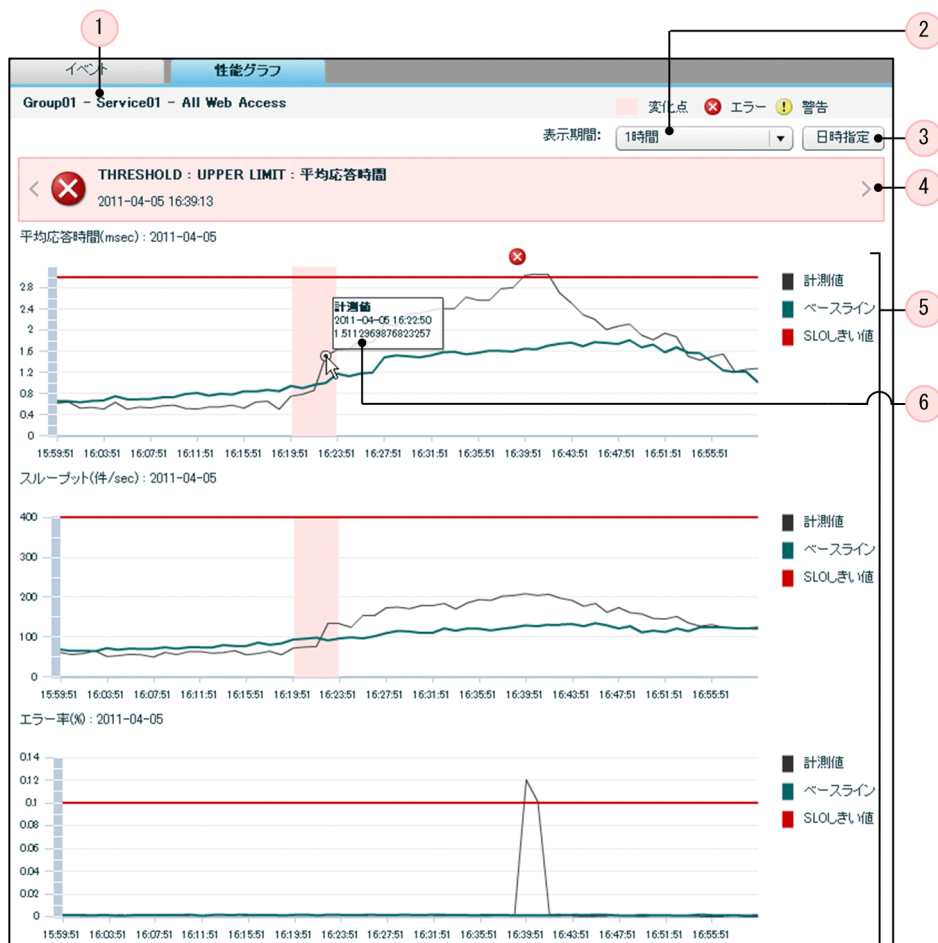 1
2
イベント 性能グラフ
Group01 - Service01 - All Web Access
変化点 エラー 警告
表示期間: 1時間 日時指定
3
THRESHOLD : UPPER LIMIT : 平均応答時間
2011-04-05 16:39:13
4
平均応答時間(msec) : 2011-04-05
2.8
2.4
2
1.6
1.2
0.8
0.4
0
計測値
2011-04-05 16:22:50
1.5112969876823257
計測値
ベースライン
SLOしきい値
5
6
15:59:51 16:03:51 16:07:51 16:11:51 16:15:51 16:19:51 16:23:51 16:27:51 16:31:51 16:35:51 16:39:51 16:43:51 16:47:51 16:51:51 16:55:51
スループット(件/sec) : 2011-04-05
400
300
200
100
0
計測値
ベースライン
SLOしきい値
15:59:51 16:03:51 16:07:51 16:11:51 16:15:51 16:19:51 16:23:51 16:27:51 16:31:51 16:35:51 16:39:51 16:43:51 16:47:51 16:51:51 16:55:51
エラー率(%) : 2011-04-05
0.14
0.12
0.1
0.08
0.06
0.04
0.02
0
計測値
ベースライン
SLOしきい値
15:59:51 16:03:51 16:07:51 16:11:51 16:15:51 16:19:51 16:23:51 16:27:51 16:31:51 16:35:51 16:39:51 16:43:51 16:47:51 16:51:51 16:55:51